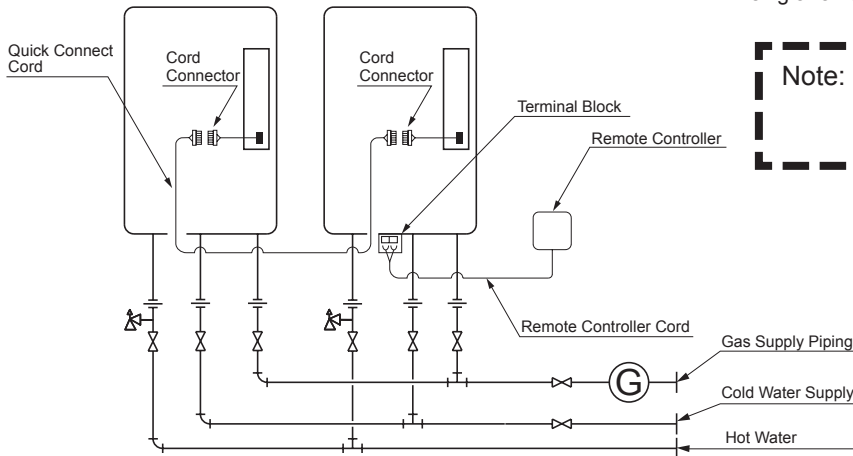 Quick Connect
Cord
Cord
Connector
Cord
Connector
Terminal Block
Remote Controller
Note:
Remote Controller Cord
Gas Supply Piping
G
Cold Water Supply
Hot Water